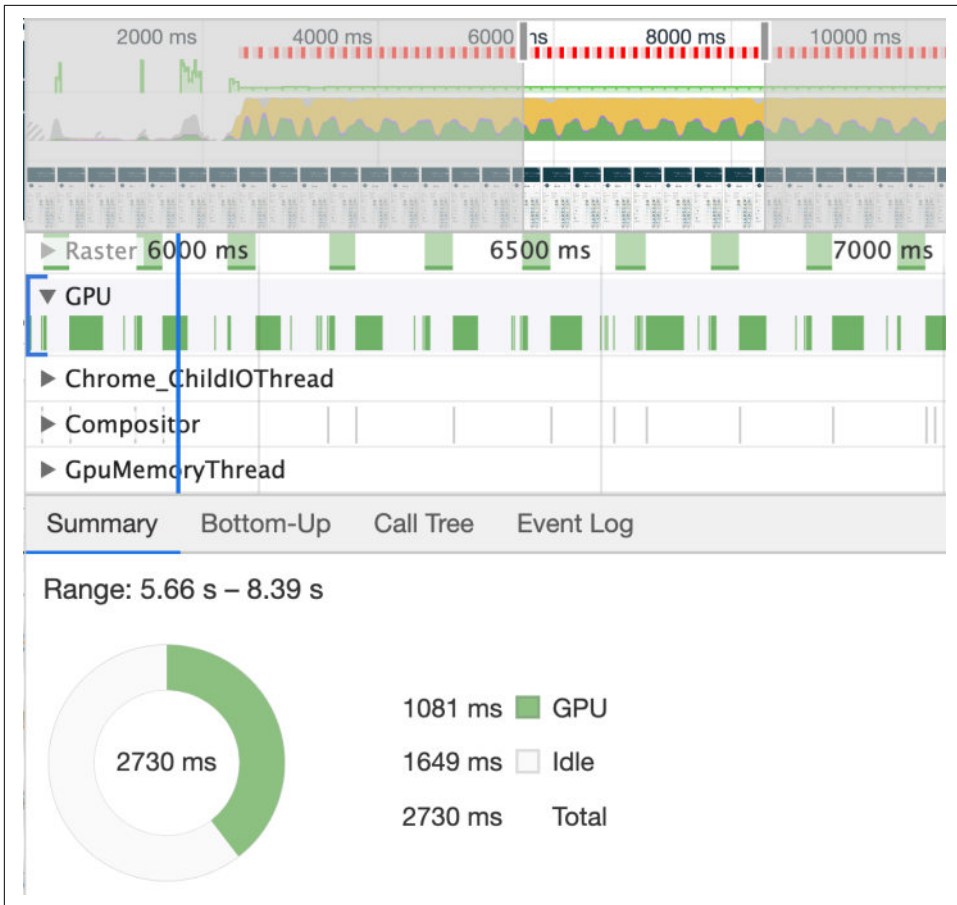 2000 ms 4000 ms 6000 ms 8000 ms 10000 ms
Raster 6000 ms 6500 ms 7000 ms
GPU
Chrome_ChildIOThread
Compositor
GpuMemoryThread
Summary Bottom-Up Call Tree Event Log
Range: 5.66 s – 8.39 s
1081 ms GPU
2730 ms 1649 ms Idle
2730 ms Total